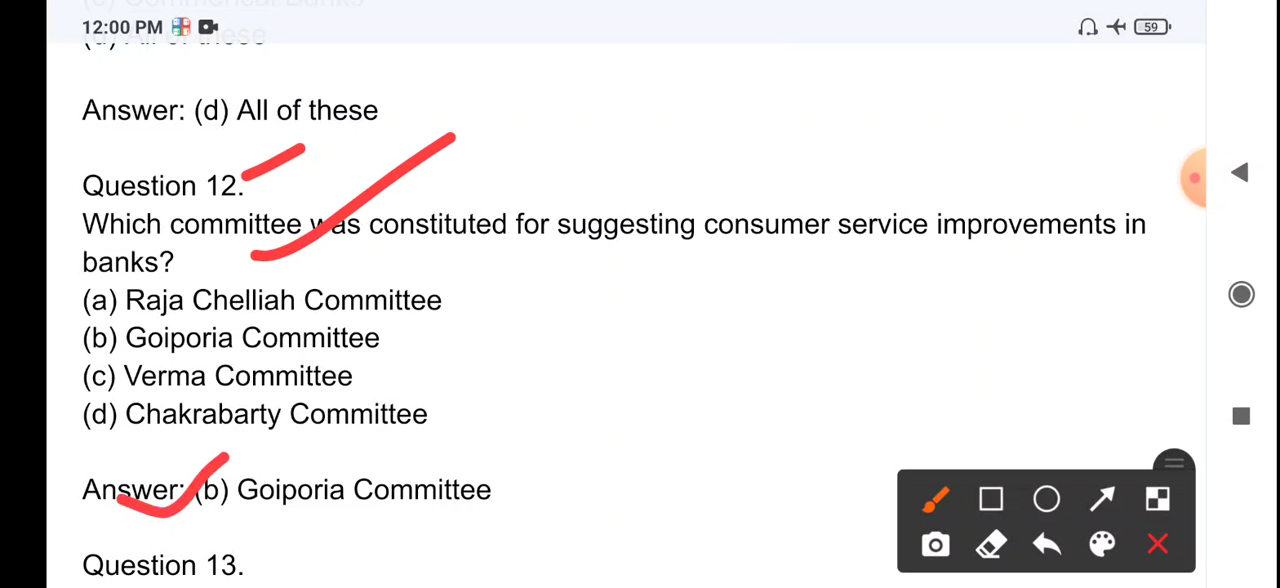 12:00 PM
59
Answer: (d) All of these
Question 12.
Which committee was constituted for suggesting consumer service improvements in
banks?
(a) Raja Chelliah Committee
(b) Goiporia Committee
(c) Verma Committee
(d) Chakrabarty Committee
Answer: (b) Goiporia Committee
Question 13.